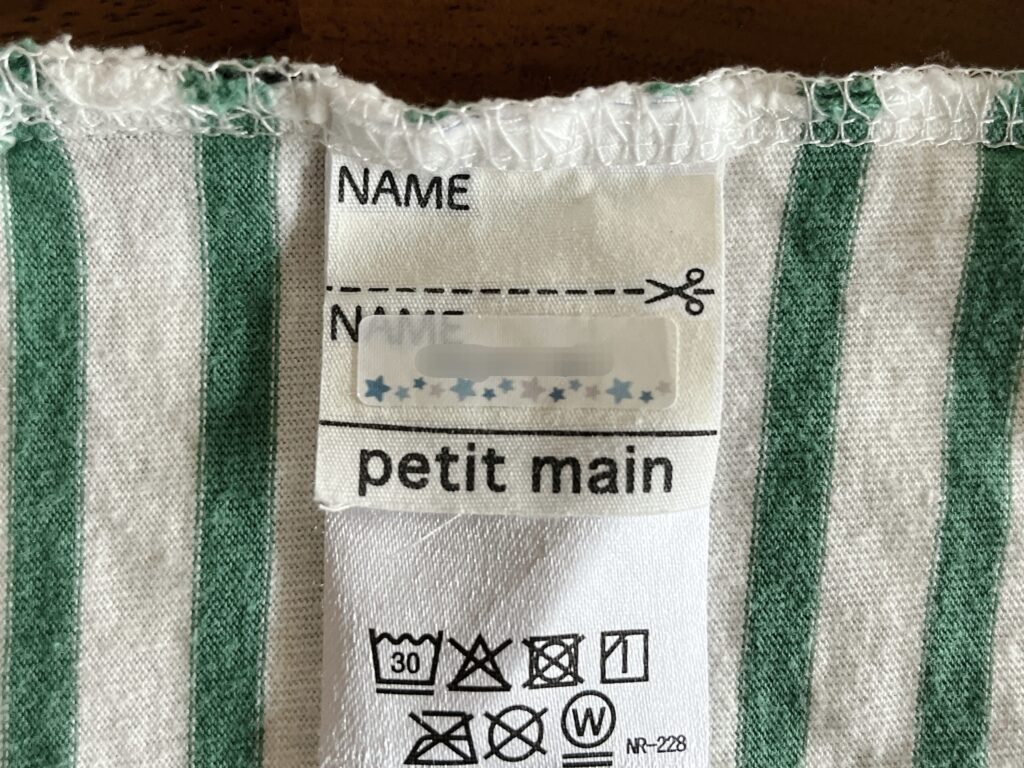 NAME
NAME
petit main
30
W
NR-228